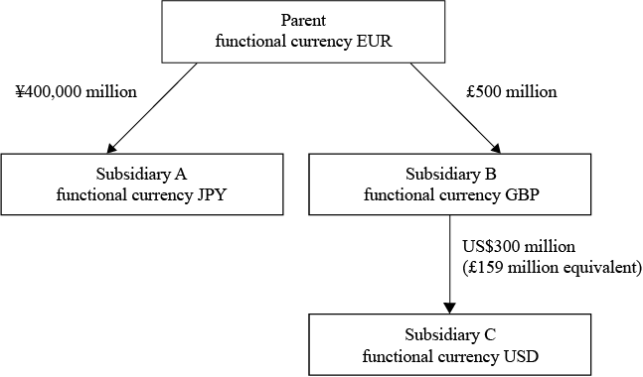 Parent
functional currency EUR
¥400,000 million
£500 million
Subsidiary A
functional currency JPY
Subsidiary B
functional currency GBP
US$300 million
(£159 million equivalent)
Subsidiary C
functional currency USD